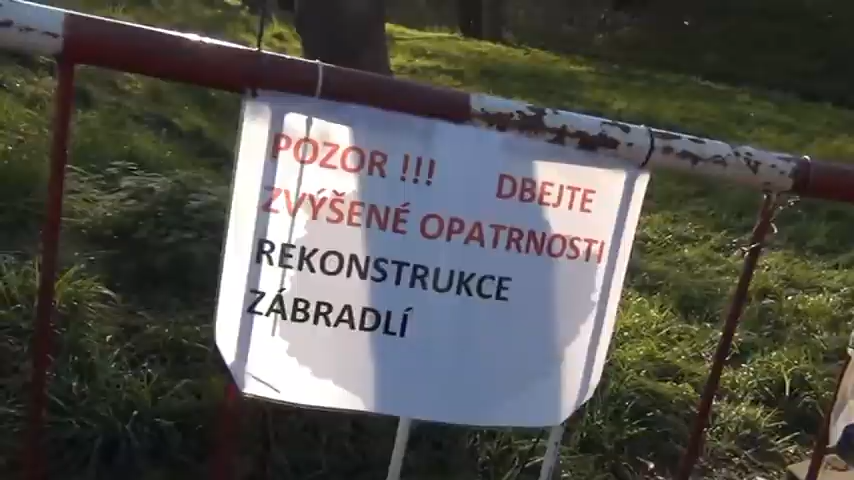 POZOR !!! DBEJTE
ZVÝŠENÉ OPATRNOSTI
REKONSTRUKCE
ZÁBRADLÍ